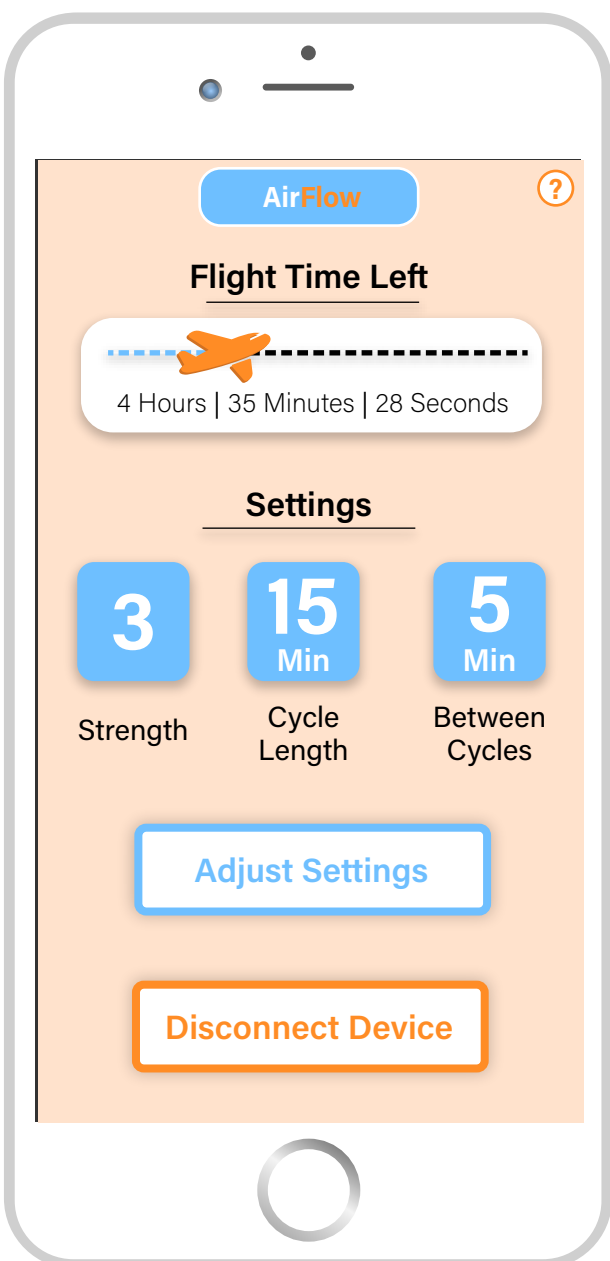 AirFlow
?
Flight Time Left
4 Hours | 35 Minutes | 28 Seconds
Settings
3
15
Min
5
Min
Strength
Cycle
Length
Between
Cycles
Adjust Settings
Disconnect Device